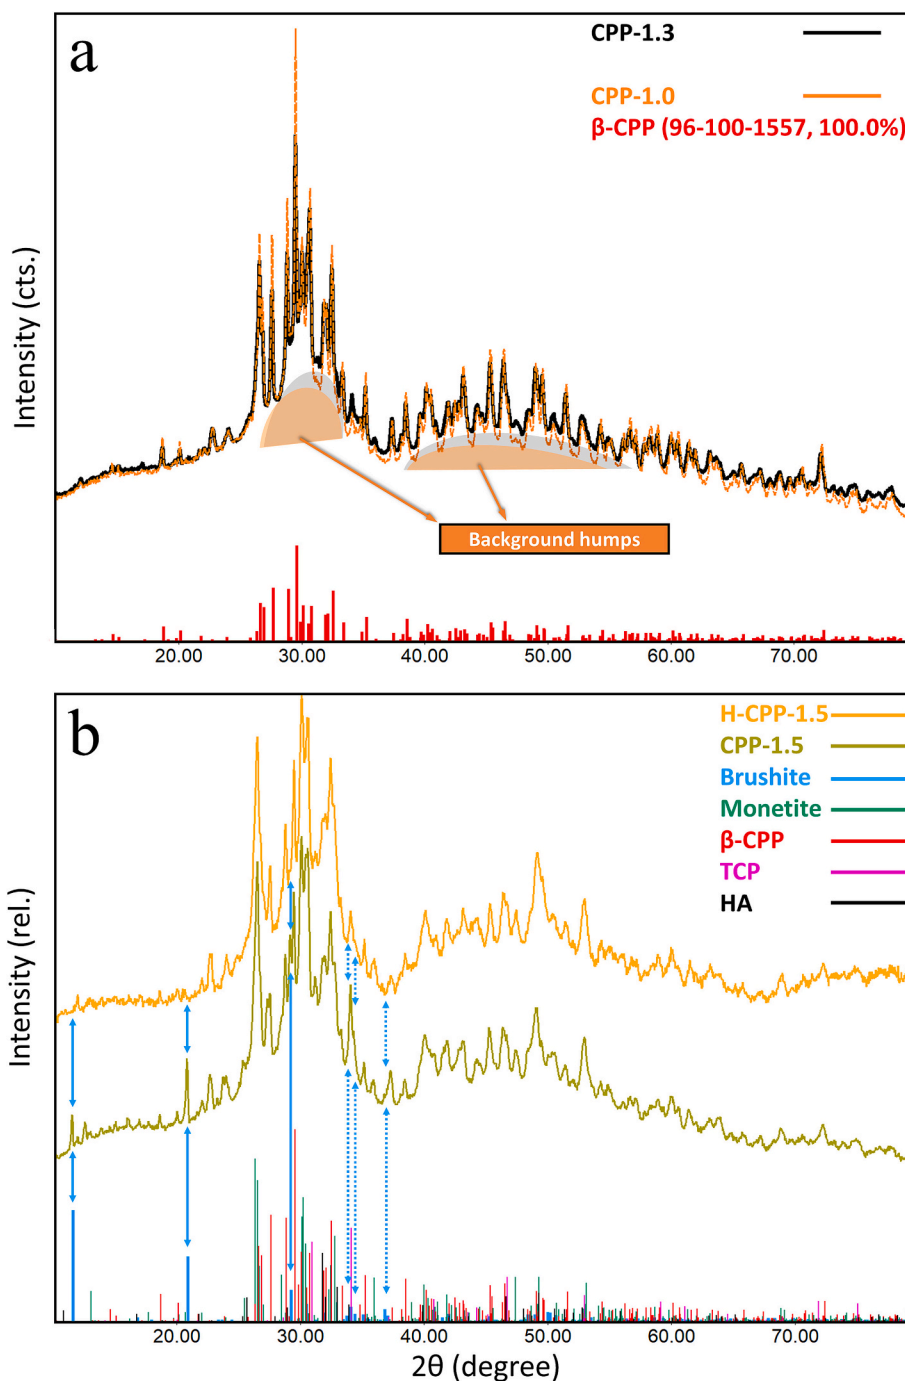 a
CPP-1.3
CPP-1.0
β-CPP (96-100-1557, 100.0%)
Intensity (cts.)
Background humps
20.00 30.00 40.00 50.00 60.00 70.00
b
H-CPP-1.5
CPP-1.5
Brushite
Monetite
β-CPP
TCP
HA
Intensity (rel.)
20.00 30.00 40.00 50.00 60.00 70.00
2θ (degree)